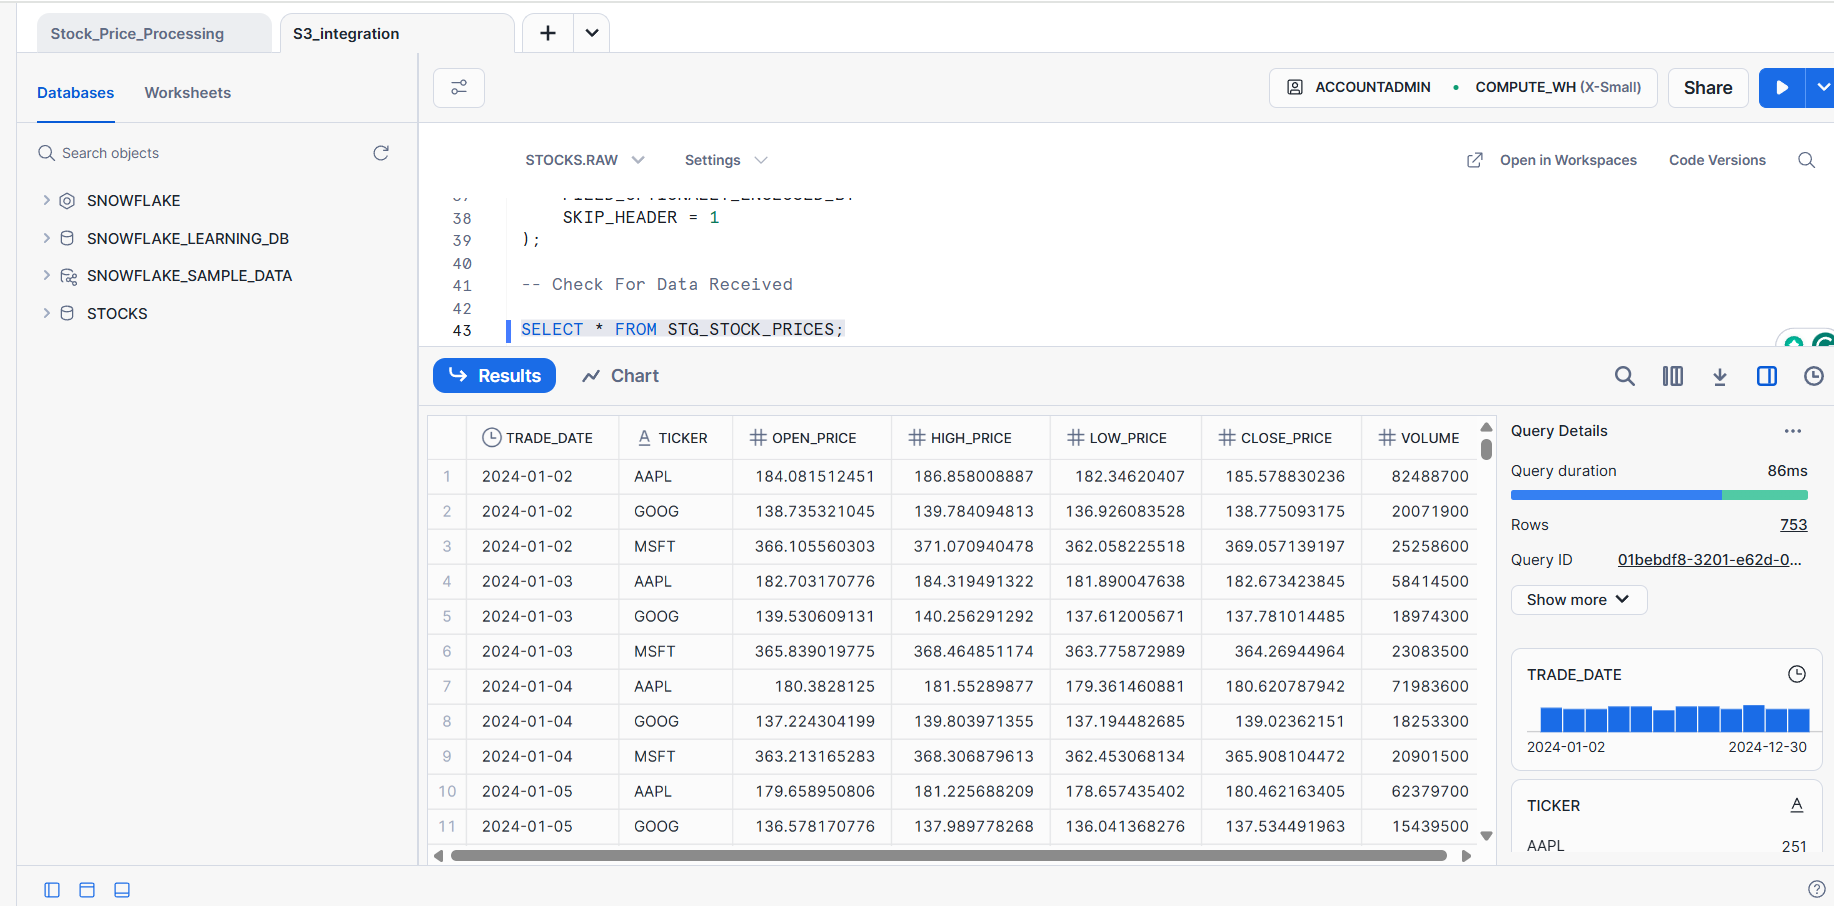 Stock_Price_Processing
S3_integration
Databases
Worksheets
ACCOUNTADMIN
COMPUTE_WH (X-Small)
Share
Search objects
SNOWFLAKE
SNOWFLAKE_LEARNING_DB
SNOWFLAKE_SAMPLE_DATA
STOCKS
STOCKS.RAW
Settings
Open in Workspaces
Code Versions
38 SKIP_HEADER = 1
39 );
40
41 -- Check For Data Received
42
43 SELECT * FROM STG_STOCK_PRICES;
Results
Chart
TRADE_DATE TICKER OPEN_PRICE HIGH_PRICE LOW_PRICE CLOSE_PRICE VOLUME
1 2024-01-02 AAPL 184.081512451 186.858008887 182.34620407 185.578830236 82488700
2 2024-01-02 GOOG 138.735321045 139.784094813 136.926083528 138.775093175 20071900
3 2024-01-02 MSFT 366.105560303 371.070940478 362.058225518 369.057139197 25258600
4 2024-01-03 AAPL 182.703170776 184.319491322 181.890047638 182.673423845 58414500
5 2024-01-03 GOOG 139.530609131 140.256291292 137.612005671 137.781014485 18974300
6 2024-01-03 MSFT 365.839019775 368.464851174 363.775872989 364.26944964 23083500
7 2024-01-04 AAPL 180.3828125 181.55289877 179.361460881 180.620787942 71983600
8 2024-01-04 GOOG 137.224304199 139.803971355 137.194482685 139.02362151 18253300
9 2024-01-04 MSFT 363.213165283 368.306879613 362.453068134 365.908104472 20901500
10 2024-01-05 AAPL 179.658950806 181.225688209 178.657435402 180.462163405 62379700
11 2024-01-05 GOOG 136.578170776 137.989778268 136.041368276 137.534491963 15439500
Query Details
Query duration 86ms
Rows 753
Query ID 01bebdf8-3201-e62d-0...
Show more
TRADE_DATE
2024-01-02 2024-12-30
TICKER
AAPL 251